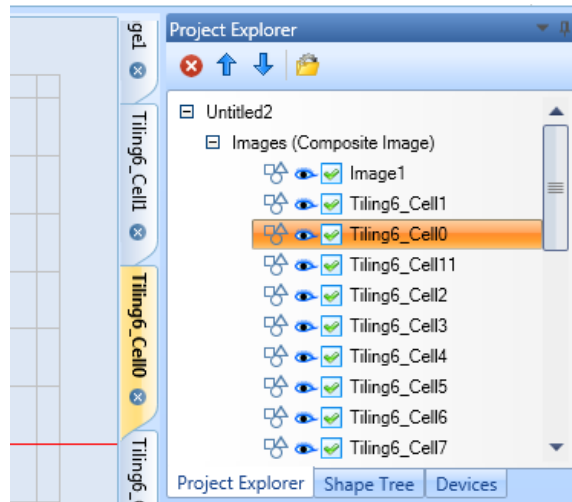 Project Explorer
Untitled2
Images (Composite Image)
Image1
Tiling6_Cell1
Tiling6_Cell0
Tiling6_Cell11
Tiling6_Cell2
Tiling6_Cell3
Tiling6_Cell4
Tiling6_Cell5
Tiling6_Cell6
Tiling6_Cell7
Project Explorer
Shape Tree
Devices
ge1
Tiling6_Cell1
Tiling6_Cell0
Tiling6_